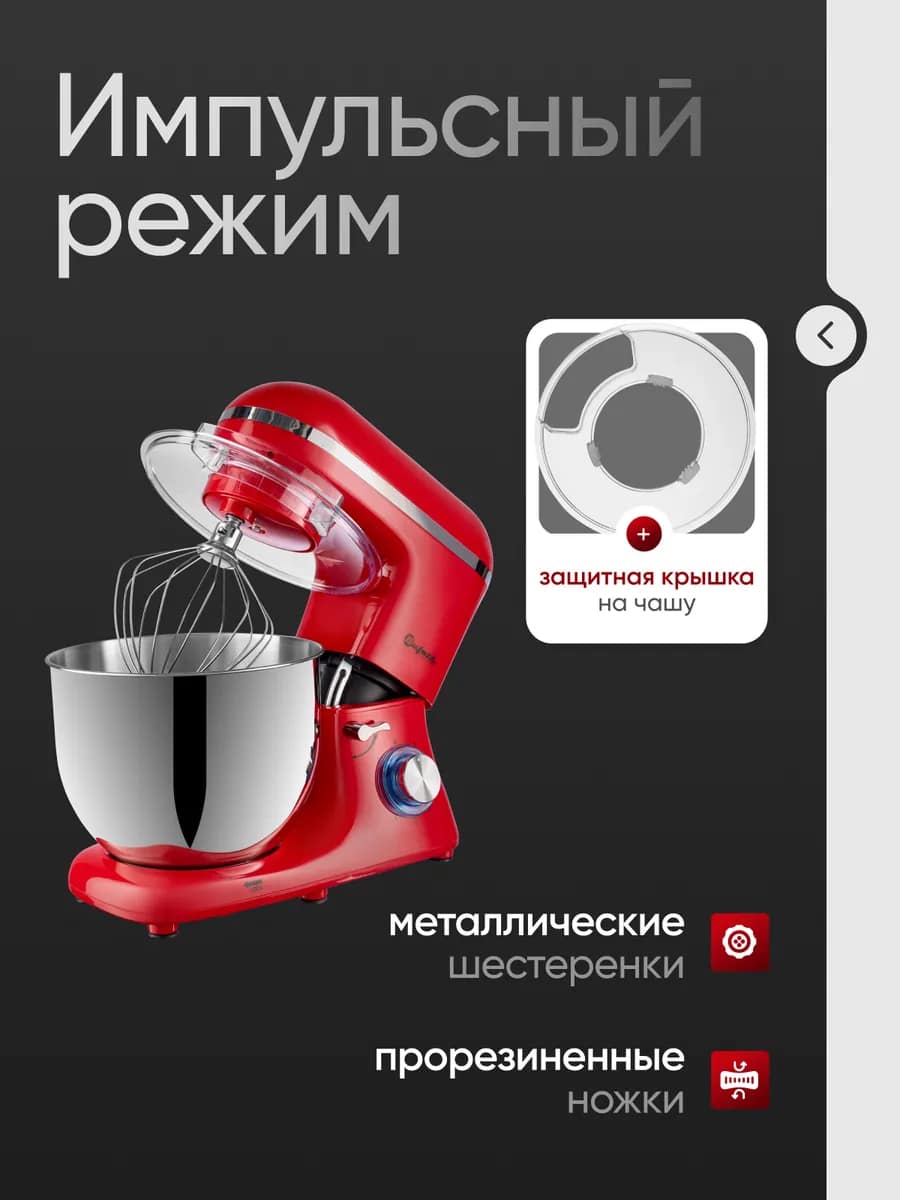 Импульсный
режим
+
защитная крышка
на чашу
металлические
шестеренки
прорезиненные
ножки